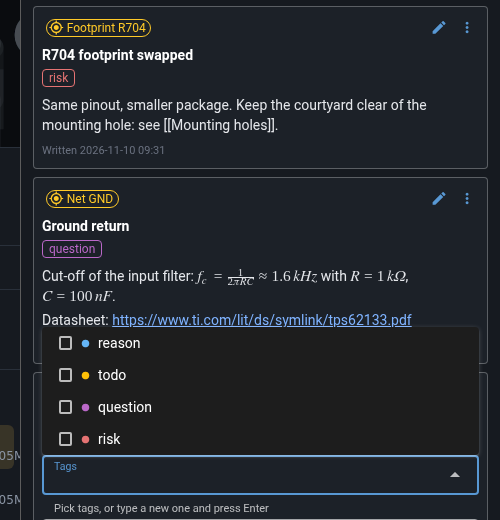 Footprint R704
R704 footprint swapped
risk
Same pinout, smaller package. Keep the courtyard clear of the
mounting hole: see [[Mounting holes]].
Written 2026-11-10 09:31
Net GND
Ground return
question
Cut-off of the input filter: f_c = 1/2πRC ≈ 1.6 kHz with R = 1 kΩ,
C = 100 nF.
Datasheet: https://www.ti.com/lit/ds/symlink/tps62133.pdf
reason
todo
question
risk
05M
Tags
05M
Pick tags, or type a new one and press Enter